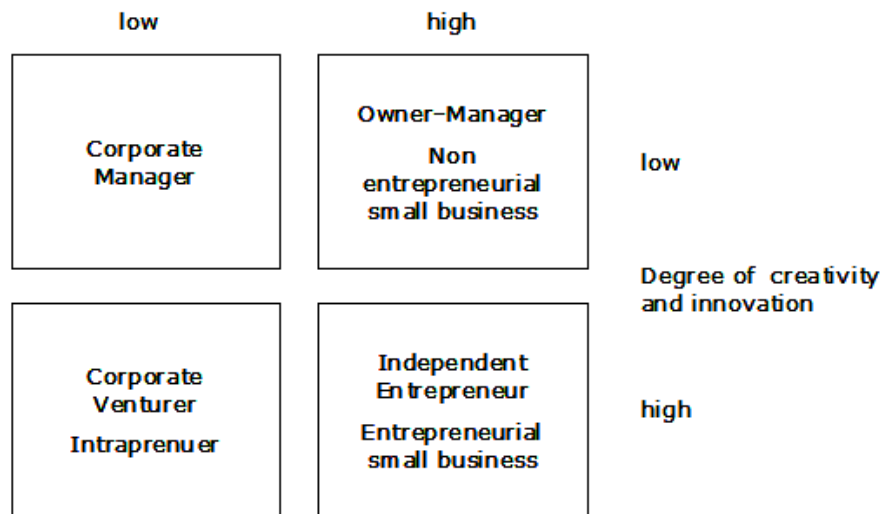 low
high
Corporate
Manager
Owner-Manager
Non
entrepreneurial
small business
low
Degree of creativity
and innovation
Corporate
Venturer
Intraprenuer
Independent
Entrepreneur
Entrepreneurial
small business
high